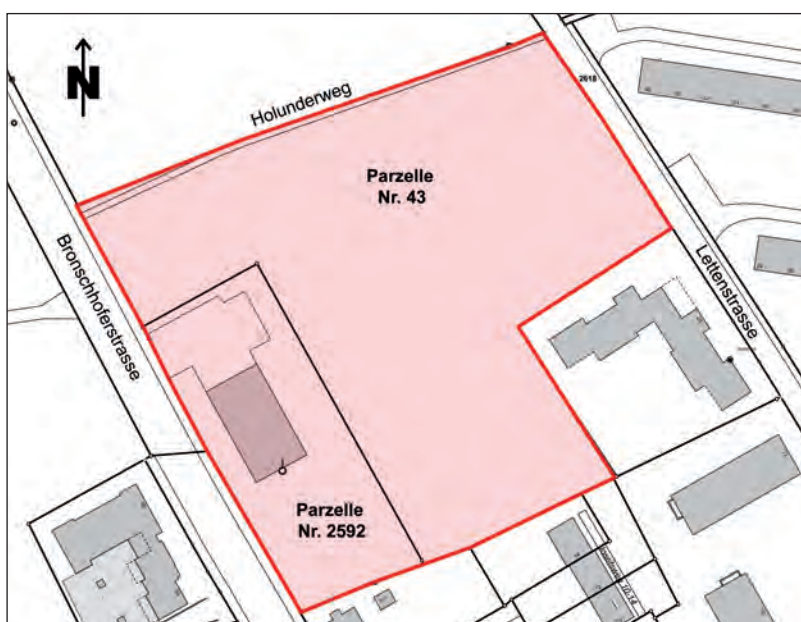 N
Holunderweg
2618
Parzelle
Nr. 43
Bronschhoferstrasse
Lettenstrasse
Parzelle
Nr. 2592